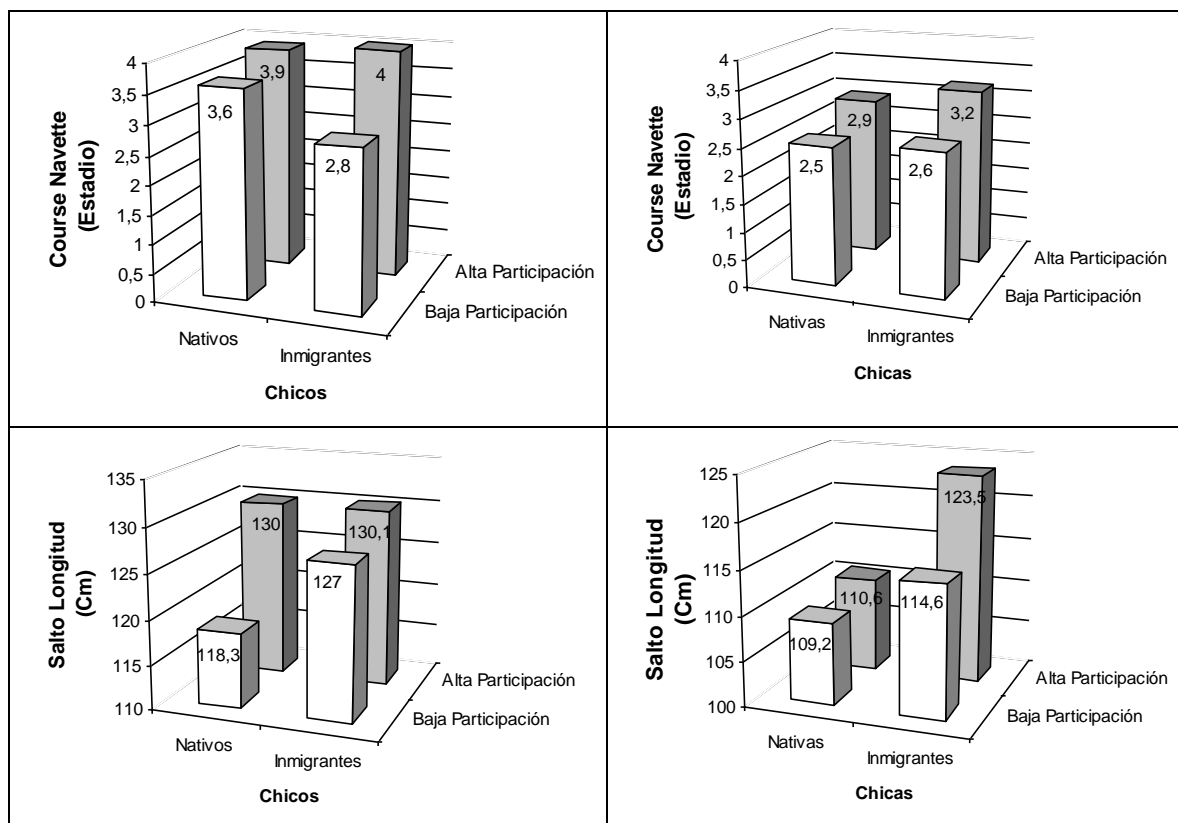 4
3,5
3
2,5
2
1,5
1
0,5
0
Course Navette
(Estadio)
3,9
4
3,6
2,8
Alta Participación
Baja Participación
Nativos
Inmigrantes
Chicos
4
3,5
3
2,5
2
1,5
1
0,5
0
Course Navette
(Estadio)
2,9
3,2
2,5
2,6
Alta Participación
Baja Participación
Nativas
Inmigrantes
Chicas
135
130
125
120
115
110
Salto Longitud
(Cm)
130
130,1
127
118,3
Alta Participación
Baja Participación
Nativos
Inmigrantes
Chicos
125
120
115
110
105
100
Salto Longitud
(Cm)
123,5
110,6
114,6
109,2
Alta Participación
Baja Participación
Nativas
Inmigrantes
Chicas